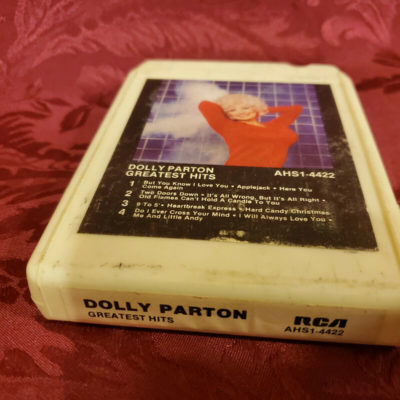 DOLLY PARTON
GREATEST HITS AHS1-4422
1 But You Know I Love You • Applejack • Here You
Come Again
2 Two Doors Down • It's All Wrong, But It's All Right •
Old Flames Can't Hold A Candle To You
3 9 To 5 • Heartbreak Express • Hard Candy Christmas
4 Do I Ever Cross Your Mind • I Will Always Love You •
Me And Little Andy
DOLLY PARTON
GREATEST HITS
RCA
AHS1-4422